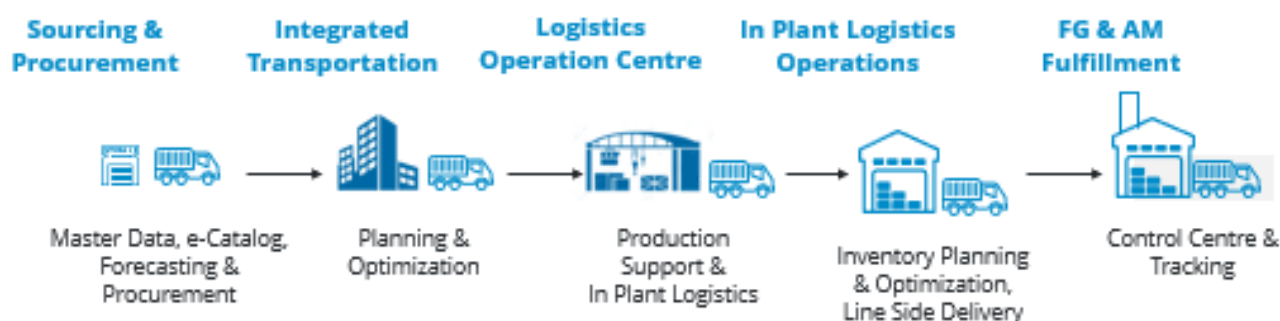 Sourcing &
Procurement
Integrated
Transportation
Logistics
Operation Centre
In Plant Logistics
Operations
FG & AM
Fulfillment
Master Data, e-Catalog,
Forecasting &
Procurement
Planning &
Optimization
Production
Support &
In Plant Logistics
Inventory Planning
& Optimization,
Line Side Delivery
Control Centre &
Tracking